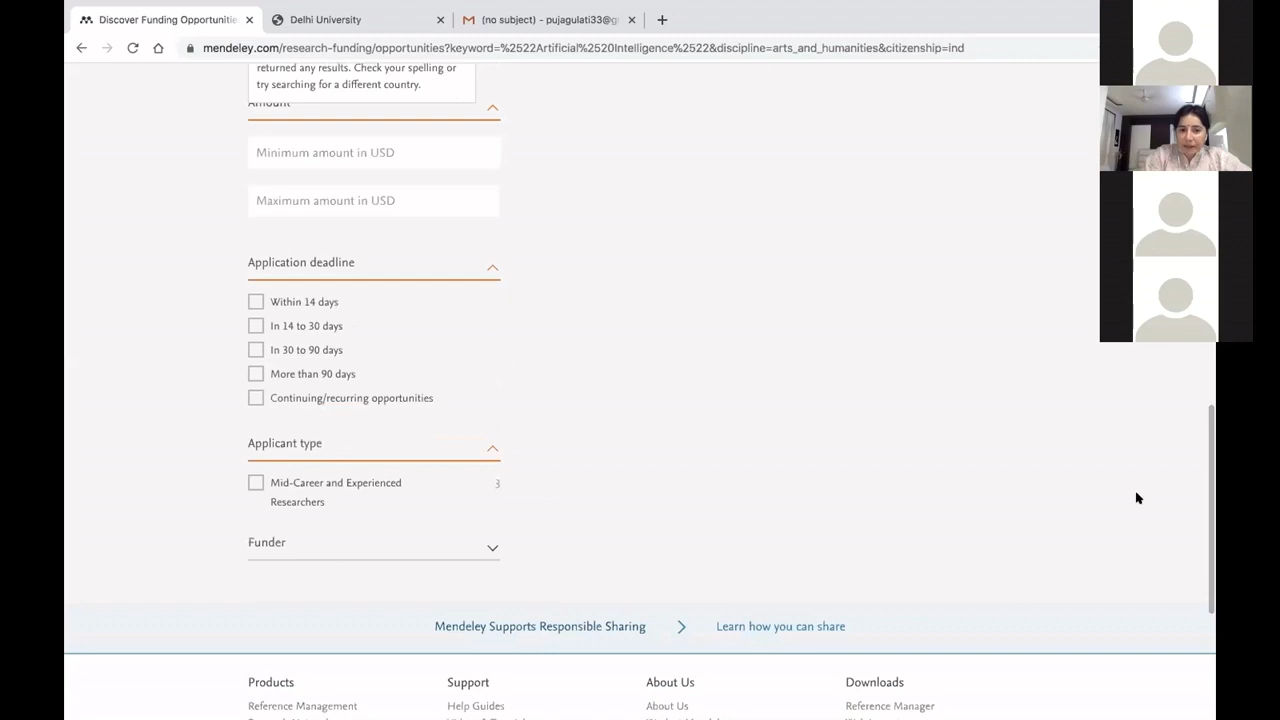 Discover Funding Opportunitie
Delhi University
(no subject) - pujagulati33@g
mendeley.com/research-funding/opportunities?keyword=%2522Artificial%2520Intelligence%2522&discipline=arts_and_humanities&citizenship=ind
returned any results. Check your spelling or
try searching for a different country.
Amount
Minimum amount in USD
Maximum amount in USD
Application deadline
Within 14 days
In 14 to 30 days
In 30 to 90 days
More than 90 days
Continuing/recurring opportunities
Applicant type
Mid-Career and Experienced 3
Researchers
Funder
Mendeley Supports Responsible Sharing Learn how you can share
Products Support About Us Downloads
Reference Management Help Guides About Us Reference Manager